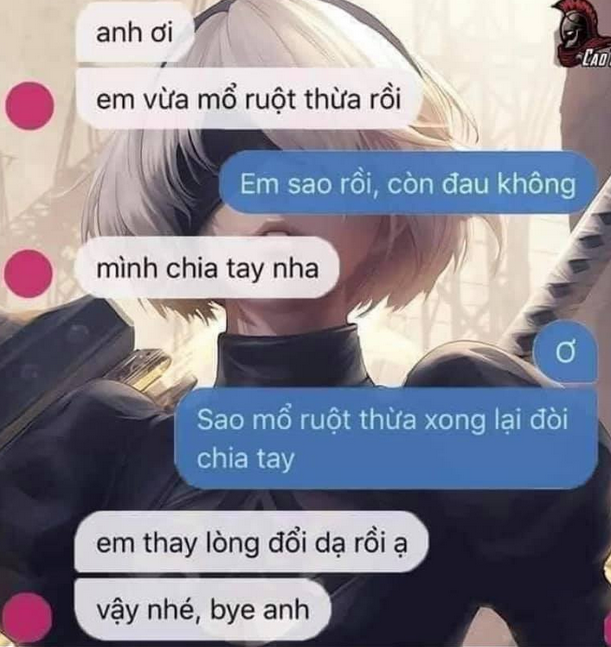 anh ơi
em vừa mổ ruột thừa rồi
Em sao rồi, còn đau không
mình chia tay nha
ơ
Sao mổ ruột thừa xong lại đòi
chia tay
em thay lòng đổi dạ rồi ạ
vậy nhé, bye anh